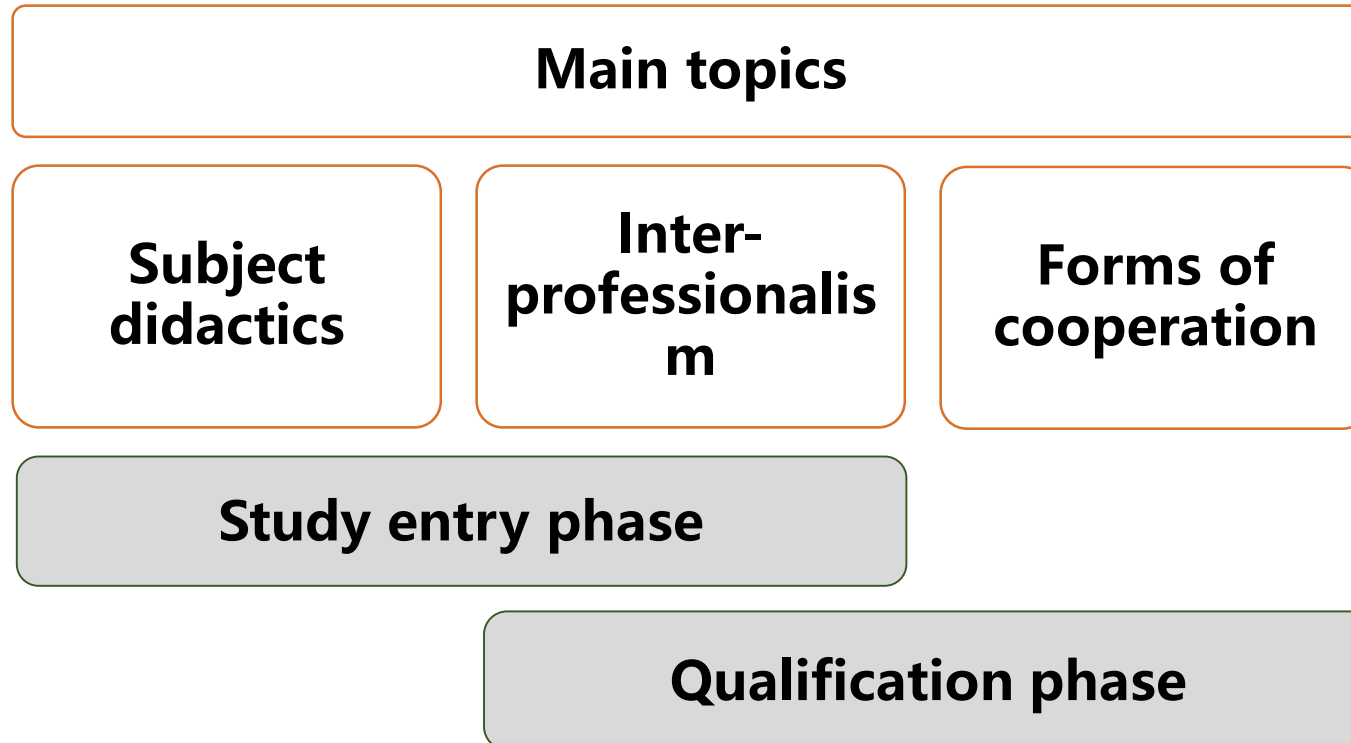 Main topics
Subject
didactics
Inter-
professionalis
m
Forms of
cooperation
Study entry phase
Qualification phase